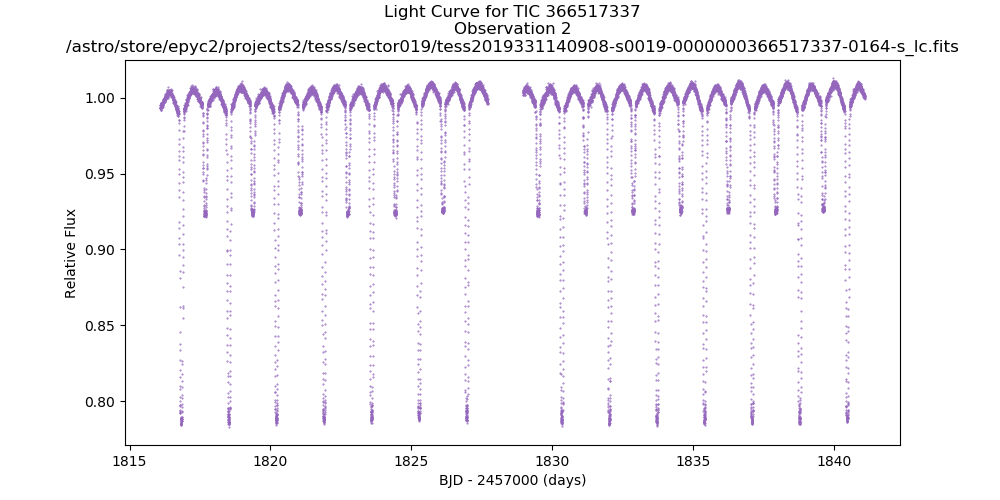 Light Curve for TIC 366517337
Observation 2
/astro/store/epyc2/projects2/tess/sector019/tess2019331140908-s0019-0000000366517337-0164-s_lc.fits
1.00
0.95
0.90
0.85
0.80
Relative Flux
1815 1820 1825 1830 1835 1840
BJD - 2457000 (days)